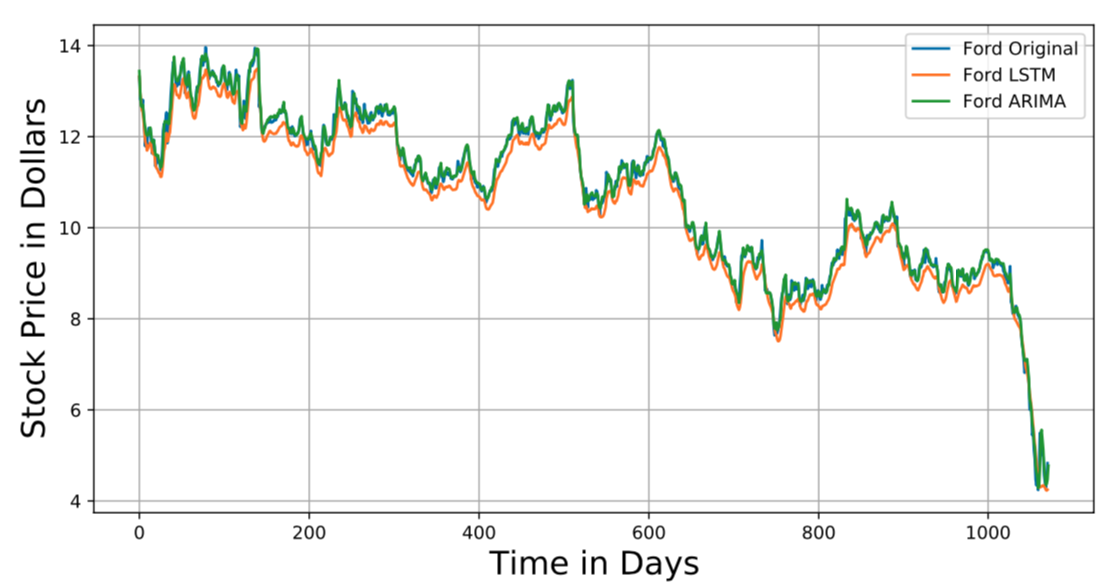 Ford Original
Ford LSTM
Ford ARIMA
Stock Price in Dollars
14
12
10
8
6
4
0 200 400 600 800 1000
Time in Days